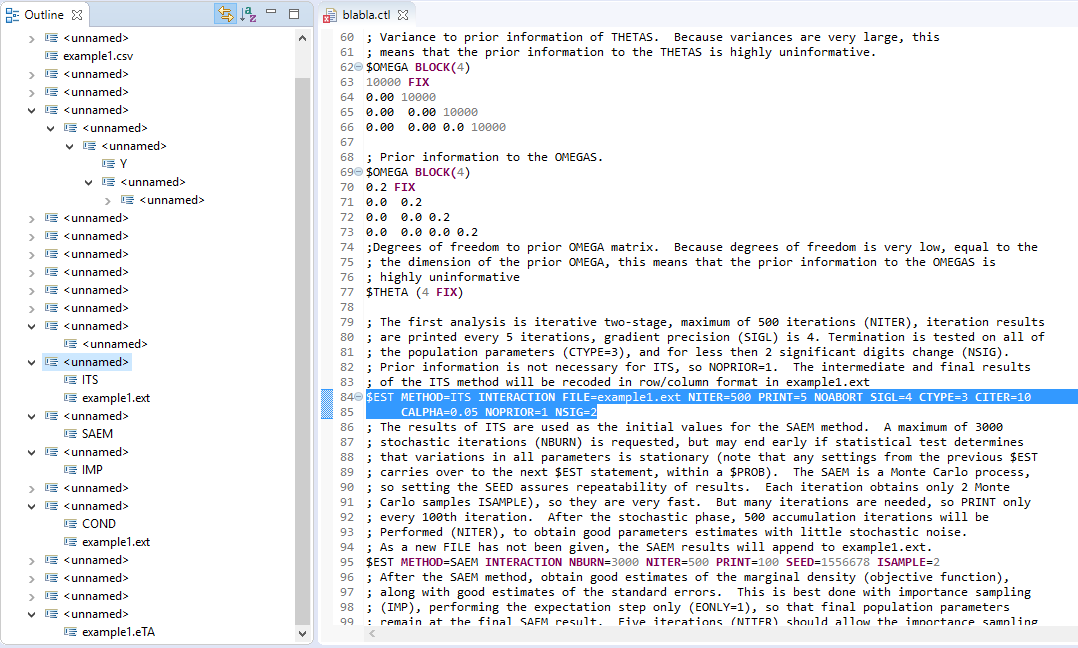 Outline
<unnamed>
example1.csv
<unnamed>
<unnamed>
<unnamed>
<unnamed>
<unnamed>
Y
<unnamed>
<unnamed>
<unnamed>
<unnamed>
<unnamed>
<unnamed>
<unnamed>
<unnamed>
<unnamed>
<unnamed>
<unnamed>
ITS
example1.ext
<unnamed>
SAEM
<unnamed>
IMP
<unnamed>
<unnamed>
COND
example1.ext
<unnamed>
<unnamed>
<unnamed>
<unnamed>
example1.eTA
blabla.ctl
60 ; Variance to prior information of THETAS.  Because variances are very large, this
61 ; means that the prior information to the THETAS is highly uninformative.
62 $OMEGA BLOCK(4)
63 10000 FIX
64 0.00 10000
65 0.00  0.00 10000
66 0.00  0.00 0.0 10000
67
68 ; Prior information to the OMEGAS.
69 $OMEGA BLOCK(4)
70 0.2 FIX
71 0.0  0.2
72 0.0  0.0 0.2
73 0.0  0.0 0.0 0.2
74 ;Degrees of freedom to prior OMEGA matrix.  Because degrees of freedom is very low, equal to the
75 ; the dimension of the prior OMEGA, this means that the prior information to the OMEGAS is
76 ; highly uninformative
77 $THETA (4 FIX)
78
79 ; The first analysis is iterative two-stage, maximum of 500 iterations (NITER), iteration results
80 ; are printed every 5 iterations, gradient precision (SIGL) is 4. Termination is tested on all of
81 ; the population parameters (CTYPE=3), and for less then 2 significant digits change (NSIG).
82 ; Prior information is not necessary for ITS, so NOPRIOR=1.  The intermediate and final results
83 ; of the ITS method will be recoded in row/column format in example1.ext
84 $EST METHOD=ITS INTERACTION FILE=example1.ext NITER=500 PRINT=5 NOABORT SIGL=4 CTYPE=3 CITER=10
85      CALPHA=0.05 NOPRIOR=1 NSIG=2
86 ; The results of ITS are used as the initial values for the SAEM method.  A maximum of 3000
87 ; stochastic iterations (NBURN) is requested, but may end early if statistical test determines
88 ; that variations in all parameters is stationary (note that any settings from the previous $EST
89 ; carries over to the next $EST statement, within a $PROB).  The SAEM is a Monte Carlo process,
90 ; so setting the SEED assures repeatability of results.  Each iteration obtains only 2 Monte
91 ; Carlo samples ISAMPLE), so they are very fast.  But many iterations are needed, so PRINT only
92 ; every 100th iteration.  After the stochastic phase, 500 accumulation iterations will be
93 ; Performed (NITER), to obtain good parameters estimates with little stochastic noise.
94 ; As a new FILE has not been given, the SAEM results will append to example1.ext.
95 $EST METHOD=SAEM INTERACTION NBURN=3000 NITER=500 PRINT=100 SEED=1556678 ISAMPLE=2
96 ; After the SAEM method, obtain good estimates of the marginal density (objective function),
97 ; along with good estimates of the standard errors.  This is best done with importance sampling
98 ; (IMP), performing the expectation step only (EONLY=1), so that final population parameters
99 ; remain at the final SAEM result.  Five iterations (NITER) should allow the importance sampling